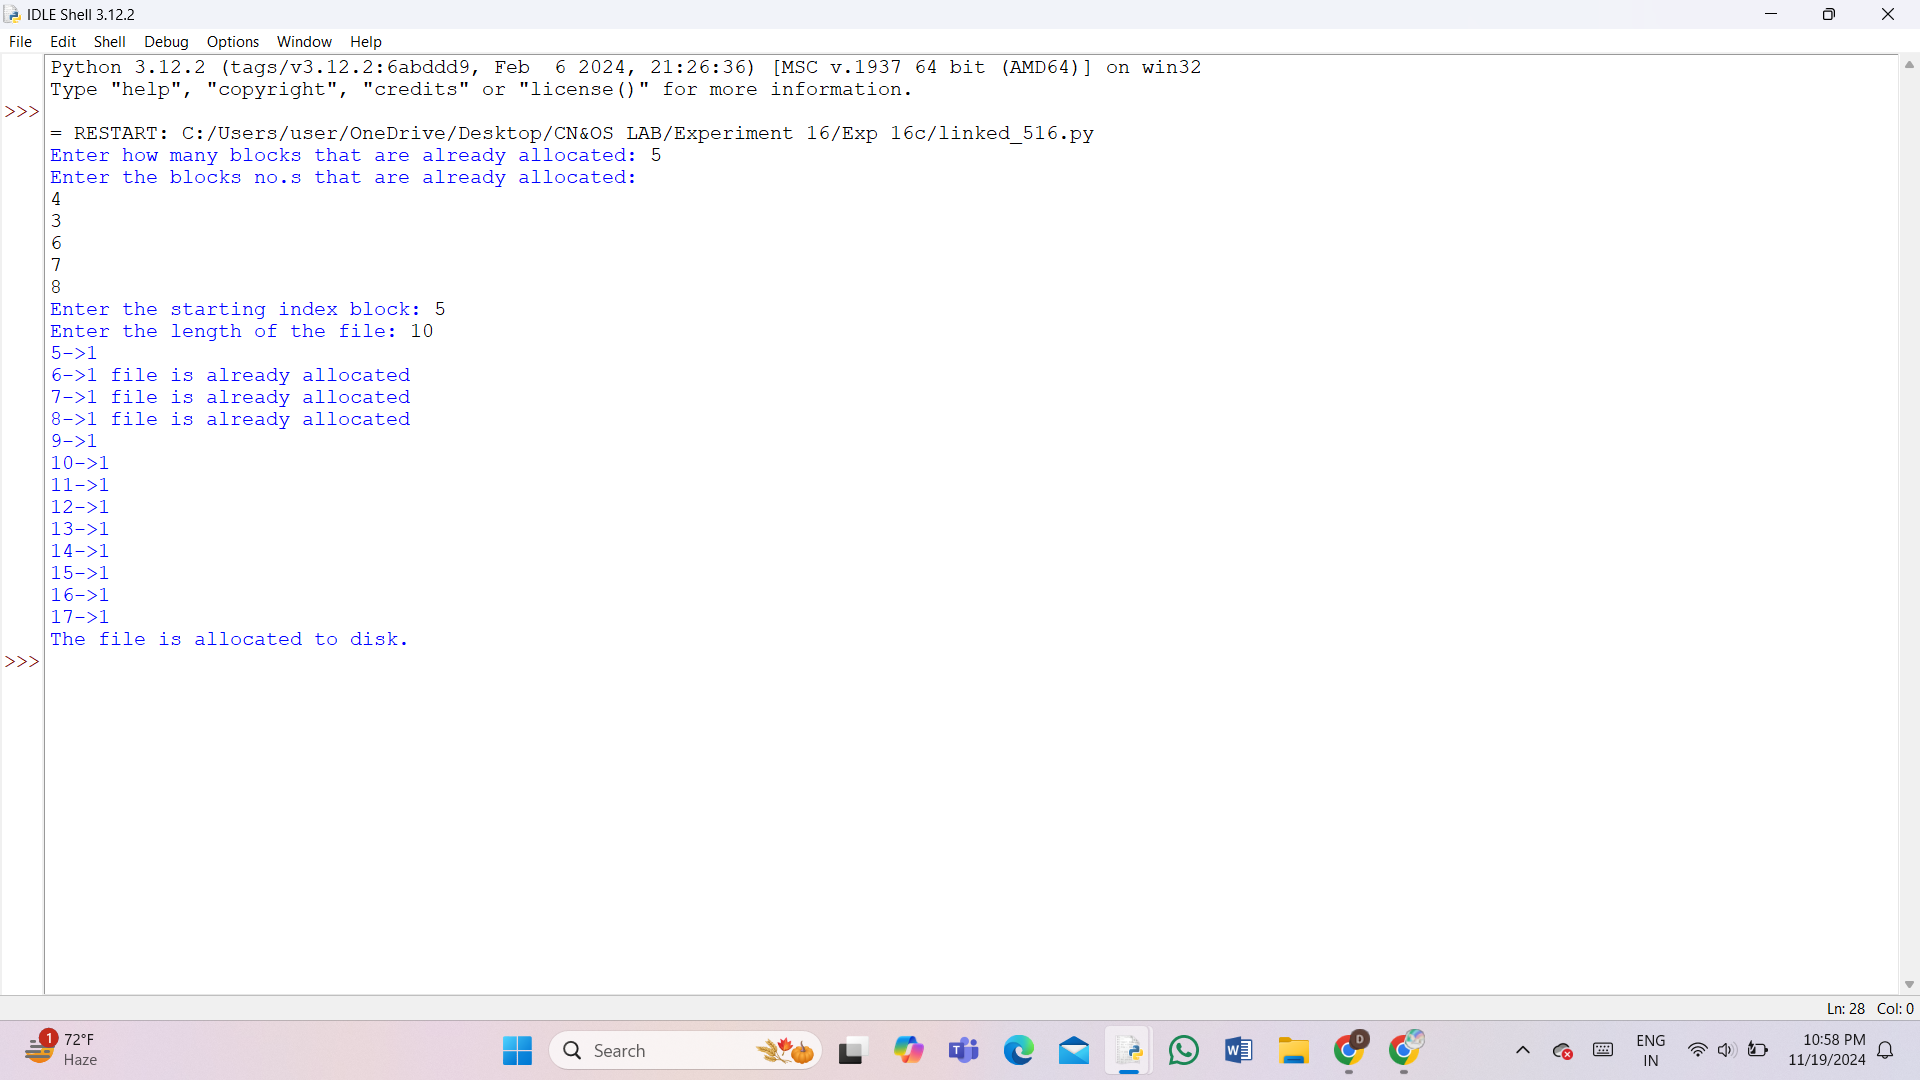 IDLE Shell 3.12.2
File Edit Shell Debug Options Window Help
Python 3.12.2 (tags/v3.12.2:6abddd9, Feb  6 2024, 21:26:36) [MSC v.1937 64 bit (AMD64)] on win32
Type "help", "copyright", "credits" or "license()" for more information.
>>>
= RESTART: C:/Users/user/OneDrive/Desktop/CN&OS LAB/Experiment 16/Exp 16c/linked_516.py
Enter how many blocks that are already allocated: 5
Enter the blocks no.s that are already allocated:
4
3
6
7
8
Enter the starting index block: 5
Enter the length of the file: 10
5->1
6->1 file is already allocated
7->1 file is already allocated
8->1 file is already allocated
9->1
10->1
11->1
12->1
13->1
14->1
15->1
16->1
17->1
The file is allocated to disk.
>>>
Ln: 28 Col: 0
1
72°F
Haze
Search
D
ENG
IN
10:58 PM
11/19/2024